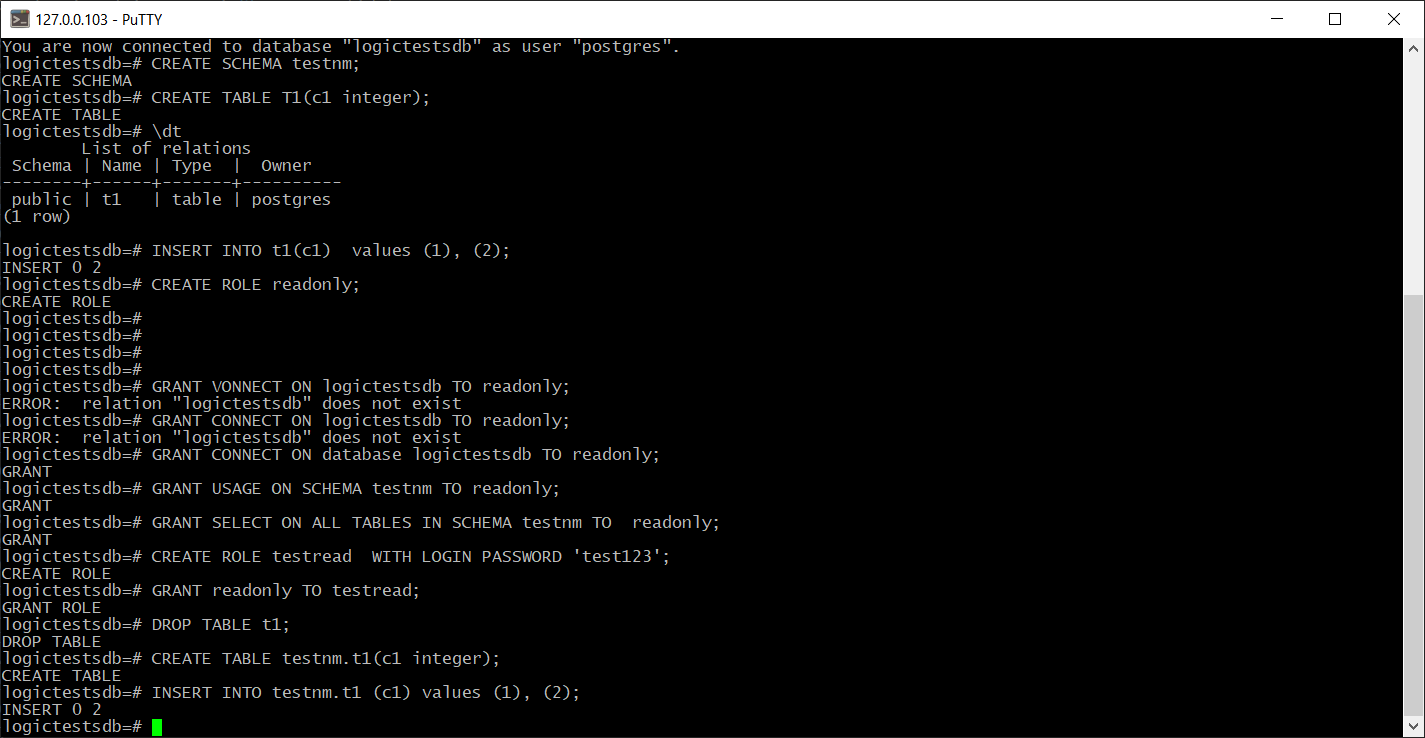 127.0.0.103 - PuTTY
You are now connected to database "logictestsdb" as user "postgres".
logictestsdb=# CREATE SCHEMA testnm;
CREATE SCHEMA
logictestsdb=# CREATE TABLE T1(c1 integer);
CREATE TABLE
logictestsdb=# \dt
        List of relations
 Schema | Name | Type  |  Owner
--------+------+-------+----------
 public | t1   | table | postgres
(1 row)

logictestsdb=# INSERT INTO t1(c1)  values (1), (2);
INSERT 0 2
logictestsdb=# CREATE ROLE readonly;
CREATE ROLE
logictestsdb=#
logictestsdb=#
logictestsdb=#
logictestsdb=#
logictestsdb=# GRANT VONNECT ON logictestsdb TO readonly;
ERROR:  relation "logictestsdb" does not exist
logictestsdb=# GRANT CONNECT ON logictestsdb TO readonly;
ERROR:  relation "logictestsdb" does not exist
logictestsdb=# GRANT CONNECT ON database logictestsdb TO readonly;
GRANT
logictestsdb=# GRANT USAGE ON SCHEMA testnm TO readonly;
GRANT
logictestsdb=# GRANT SELECT ON ALL TABLES IN SCHEMA testnm TO  readonly;
GRANT
logictestsdb=# CREATE ROLE testread  WITH LOGIN PASSWORD 'test123';
CREATE ROLE
logictestsdb=# GRANT readonly TO testread;
GRANT ROLE
logictestsdb=# DROP TABLE t1;
DROP TABLE
logictestsdb=# CREATE TABLE testnm.t1(c1 integer);
CREATE TABLE
logictestsdb=# INSERT INTO testnm.t1 (c1) values (1), (2);
INSERT 0 2
logictestsdb=#